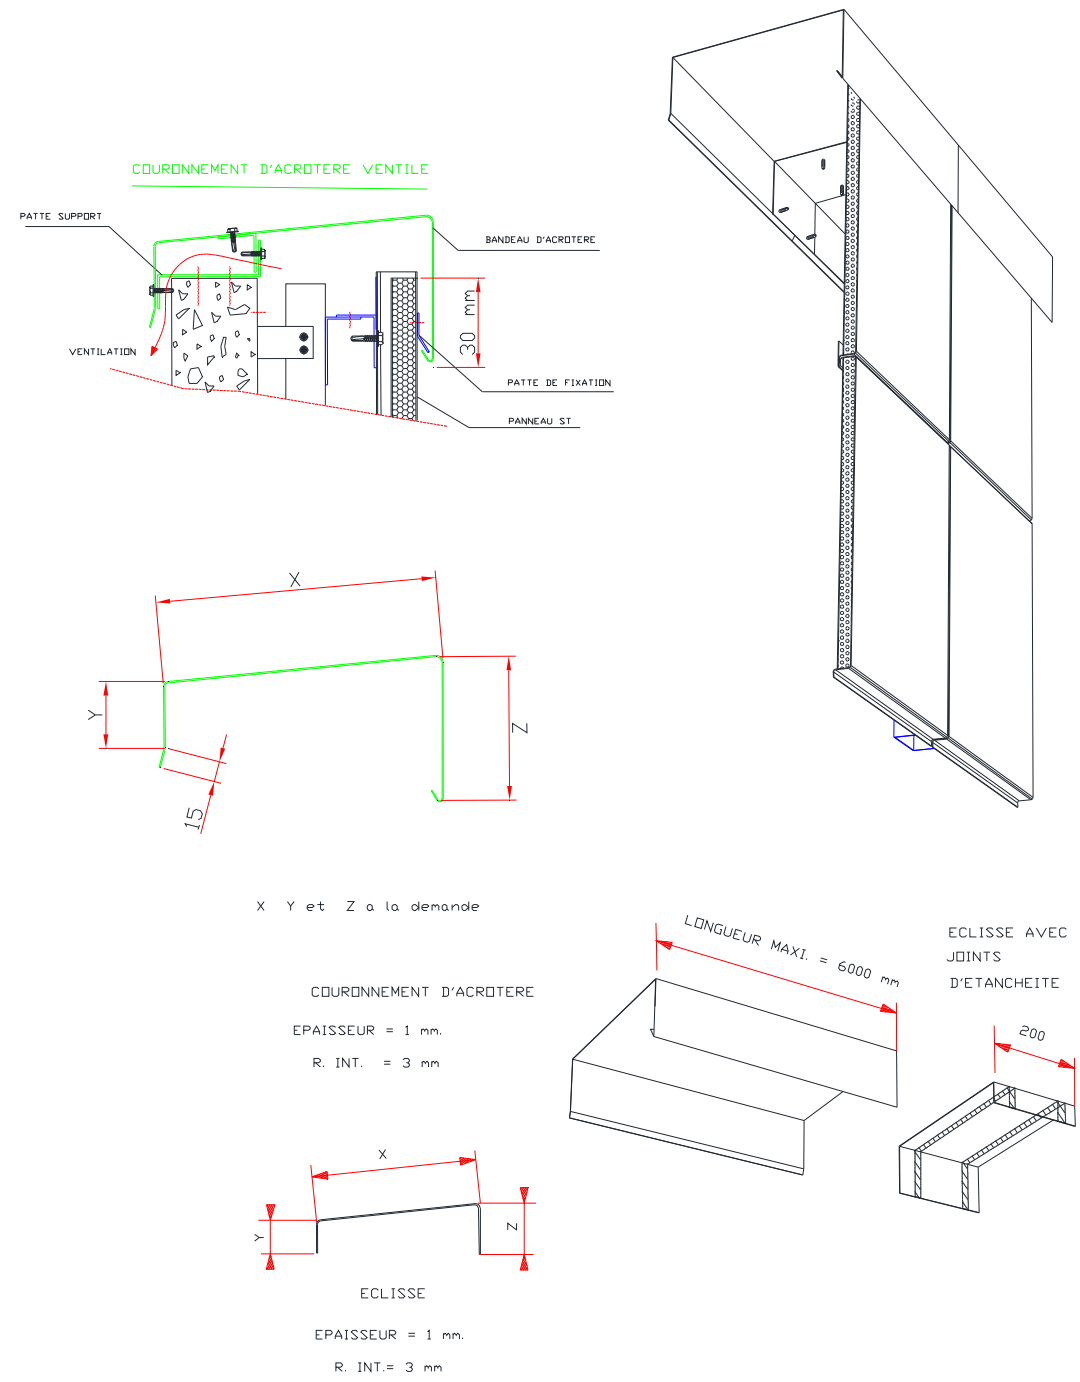 COURONNEMENT D'ACROTERE VENTILE
PATTE SUPPORT
BANDEAU D'ACROTERE
30 mm
VENTILATION
PATTE DE FIXATION
PANNEAU ST
X
Y
Z
15
X Y et Z a la demande
LONGUEUR MAXI. = 6000 mm
ECLISSE AVEC
JOINTS
D'ETANCHEITE
200
COURONNEMENT D'ACROTERE
EPAISSEUR = 1 mm.
R. INT. = 3 mm
X
Y
Z
ECLISSE
EPAISSEUR = 1 mm.
R. INT.= 3 mm